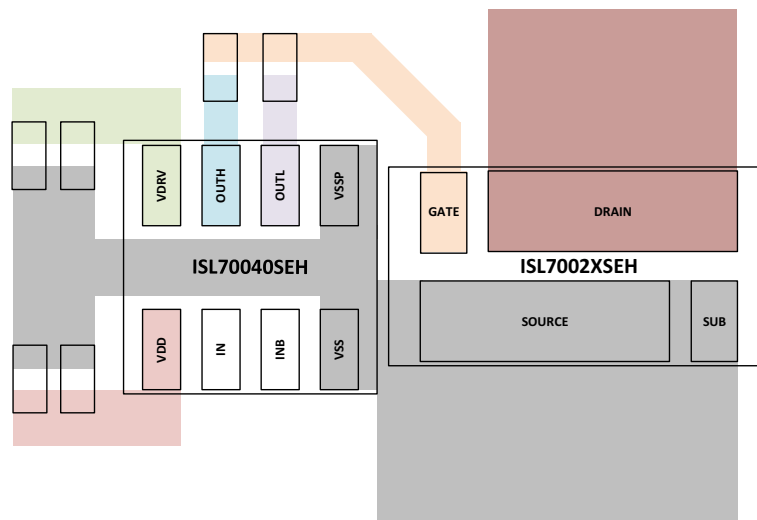 VDRV
OUTH
OUTL
VSSP
GATE
DRAIN
ISL70040SEH
ISL7002XSEH
VDD
IN
INB
VSS
SOURCE
SUB